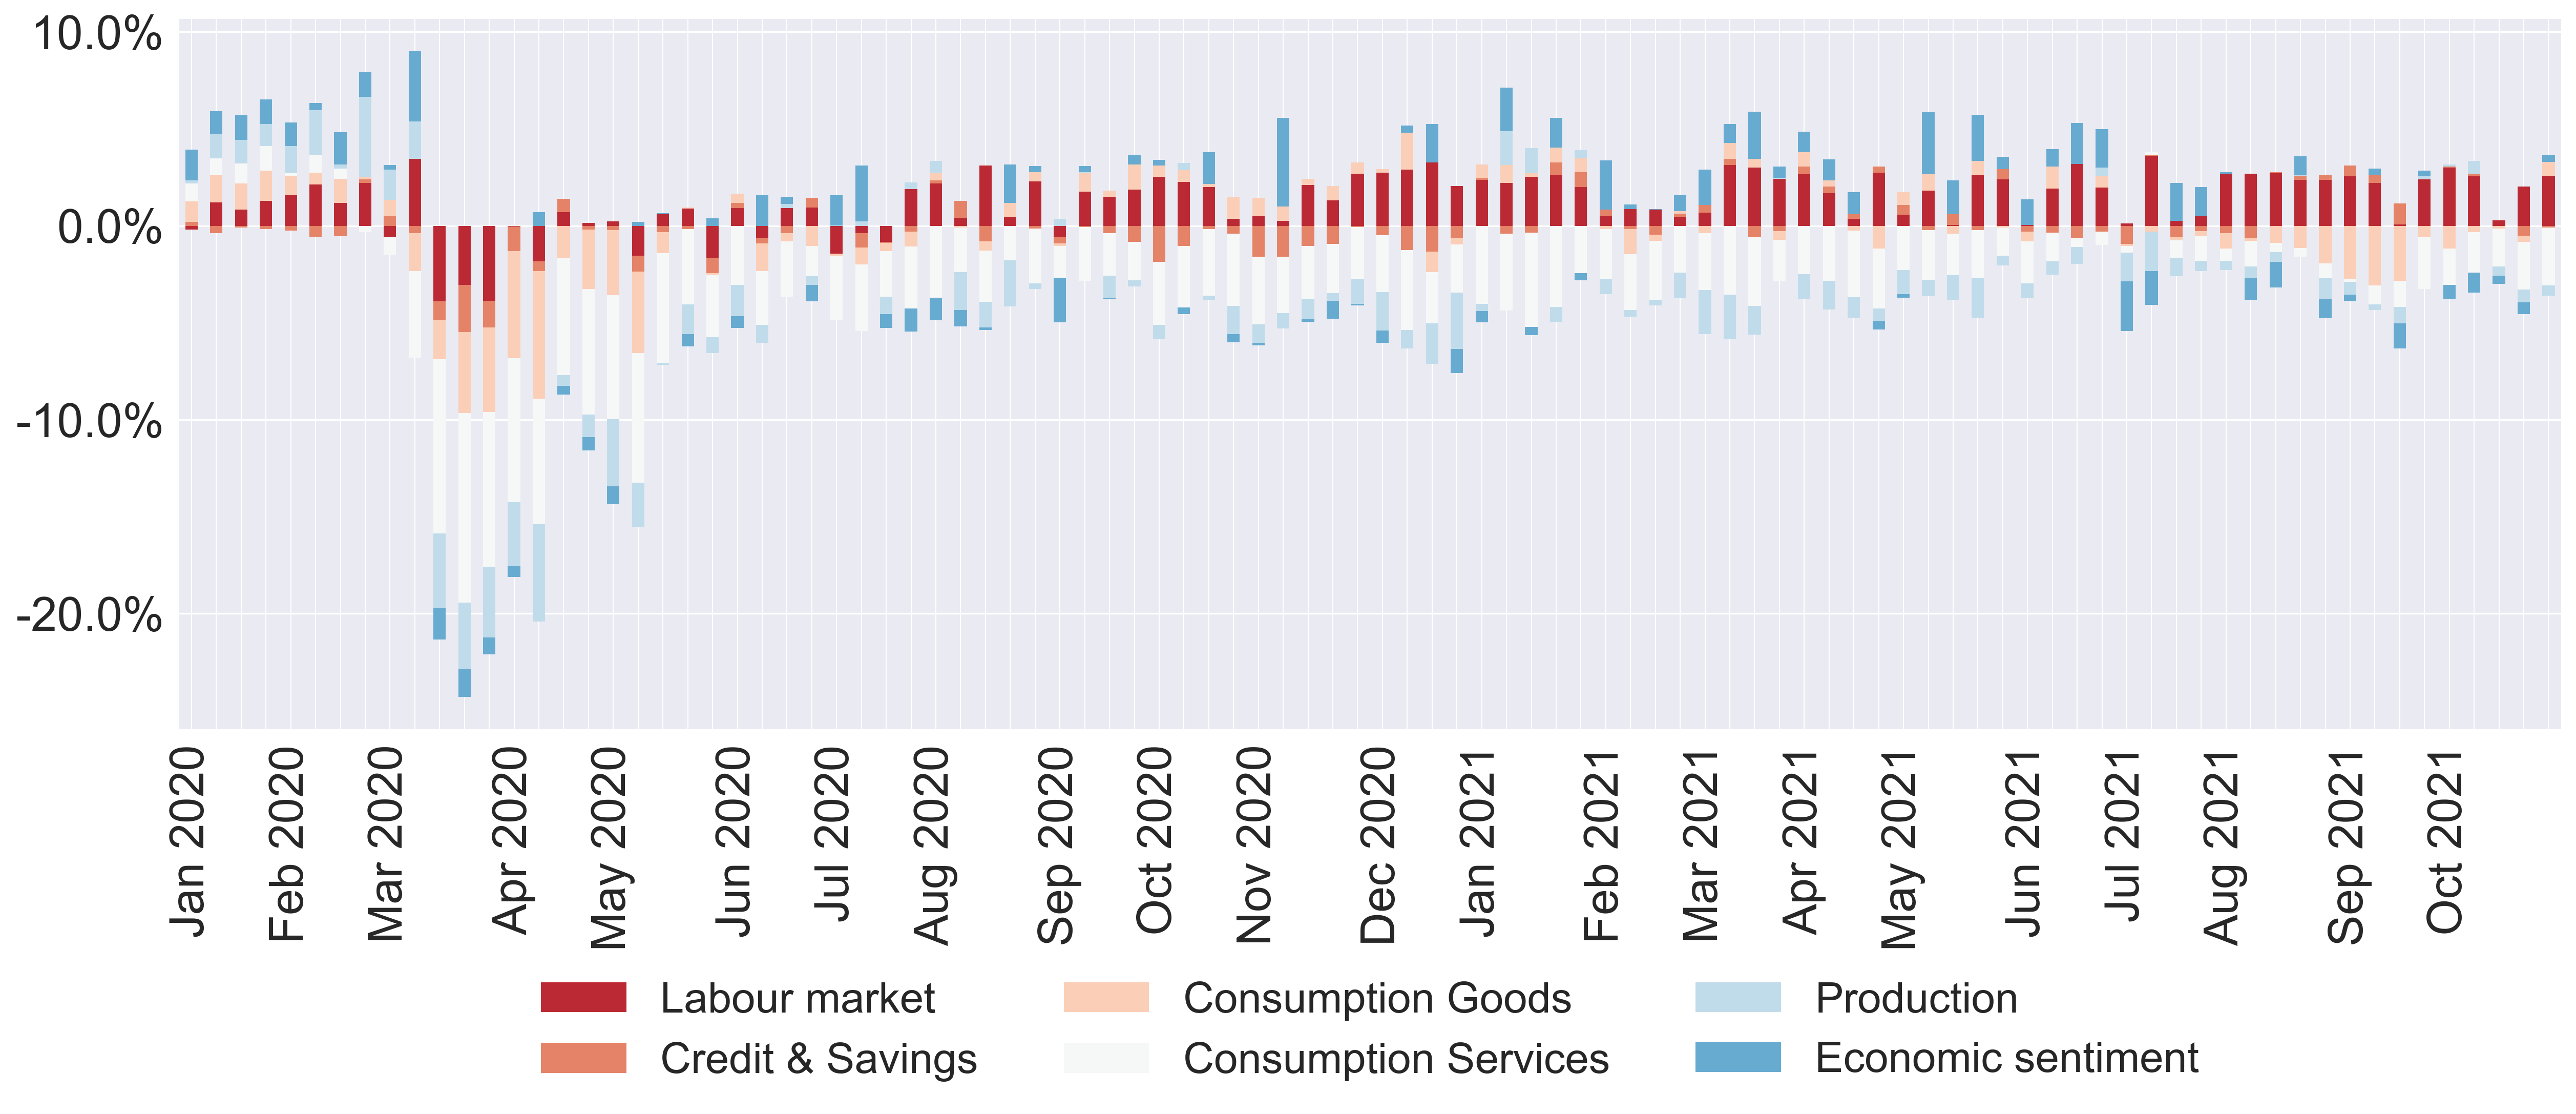 10.0%
0.0%
-10.0%
-20.0%
Jan 2020
Feb 2020
Mar 2020
Apr 2020
May 2020
Jun 2020
Jul 2020
Aug 2020
Sep 2020
Oct 2020
Nov 2020
Dec 2020
Jan 2021
Feb 2021
Mar 2021
Apr 2021
May 2021
Jun 2021
Jul 2021
Aug 2021
Sep 2021
Oct 2021
Labour market
Consumption Goods
Production
Credit & Savings
Consumption Services
Economic sentiment